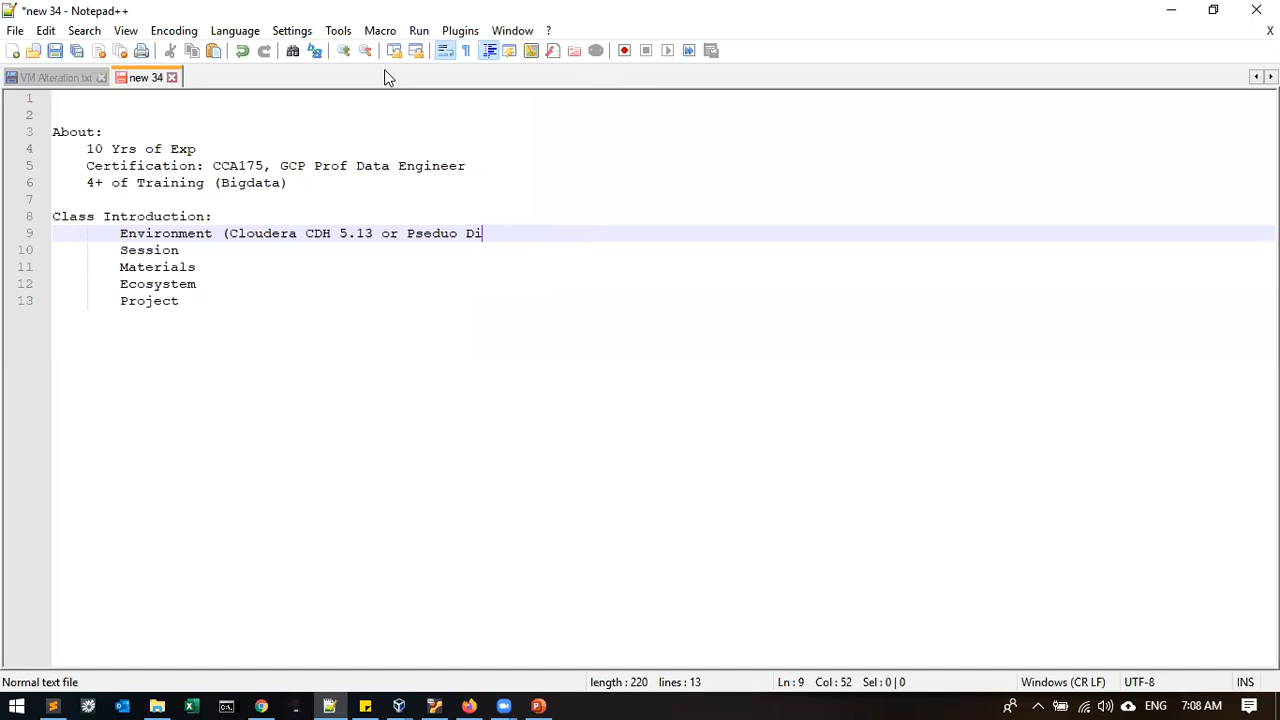 *new 34 - Notepad++
File Edit Search View Encoding Language Settings Tools Macro Run Plugins Window ? X
VM Alteration.txt new 34
1
2
3 About:
4 10 Yrs of Exp
5 Certification: CCA175, GCP Prof Data Engineer
6 4+ of Training (Bigdata)
7
8 Class Introduction:
9 Environment (Cloudera CDH 5.13 or Pseduo Di
10 Session
11 Materials
12 Ecosystem
13 Project
Normal text file length : 220 lines : 13 Ln : 9 Col : 52 Sel : 0 | 0 Windows (CR LF) UTF-8 INS
ENG 7:08 AM